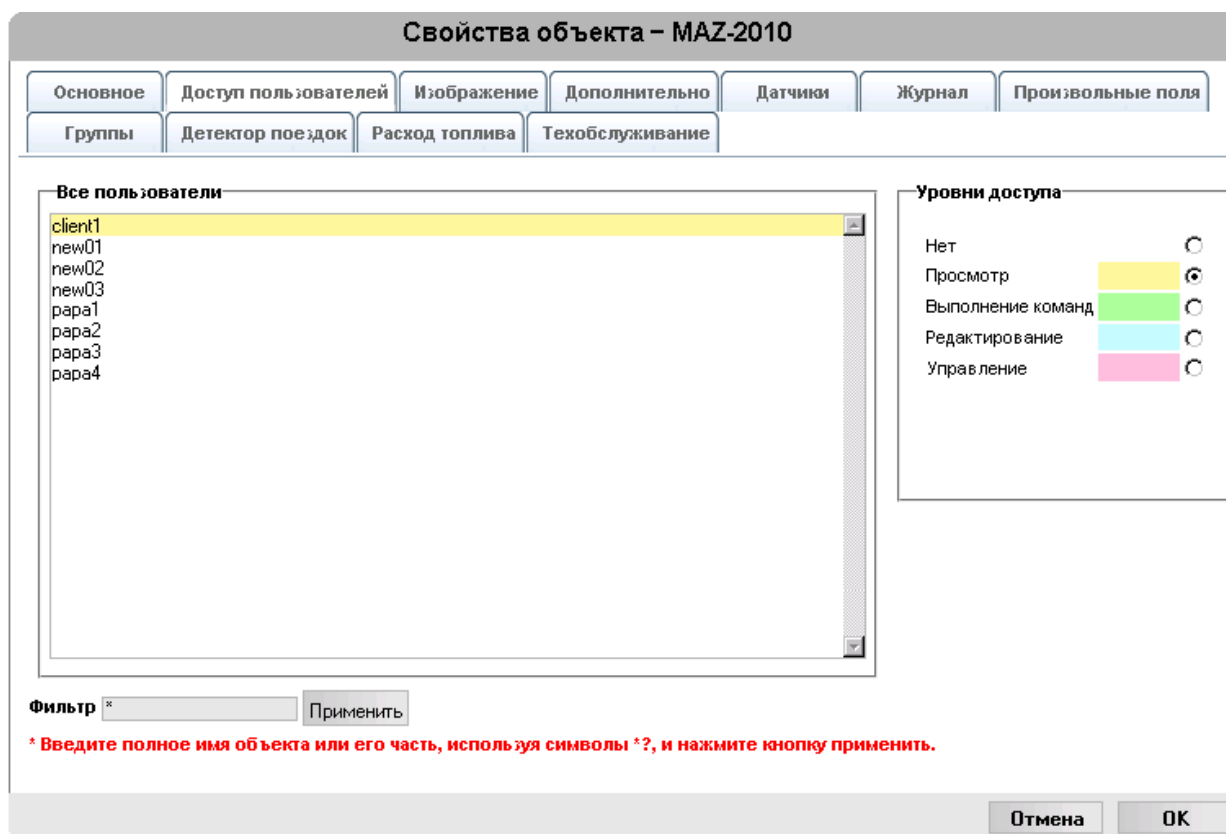 Свойства объекта – MAZ-2010
Основное Доступ пользователей Изображение Дополнительно Датчики Журнал Произвольные поля
Группы Детектор поездок Расход топлива Техобслуживание
Все пользователи
client1
new01
new02
new03
papa1
papa2
papa3
papa4
Уровни доступа
Нет
Просмотр
Выполнение команд
Редактирование
Управление
Фильтр * Применить
* Введите полное имя объекта или его часть, используя символы *?, и нажмите кнопку применить.
Отмена OK